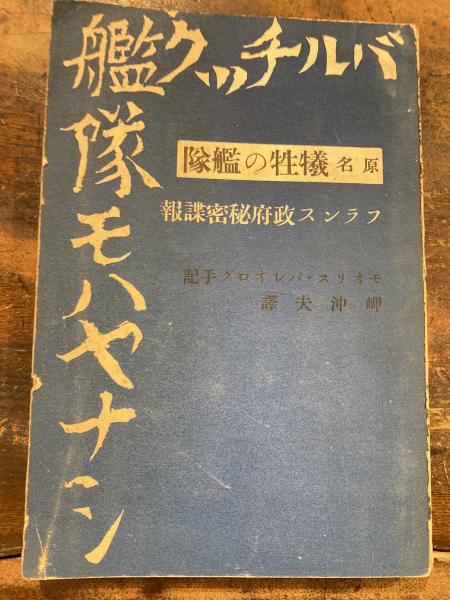 バルチック
艦隊モハヤナシ
原名 犧牲の艦隊
フランス政府秘密諜報
モオリス・パレオログ手記
岬沖夫譯